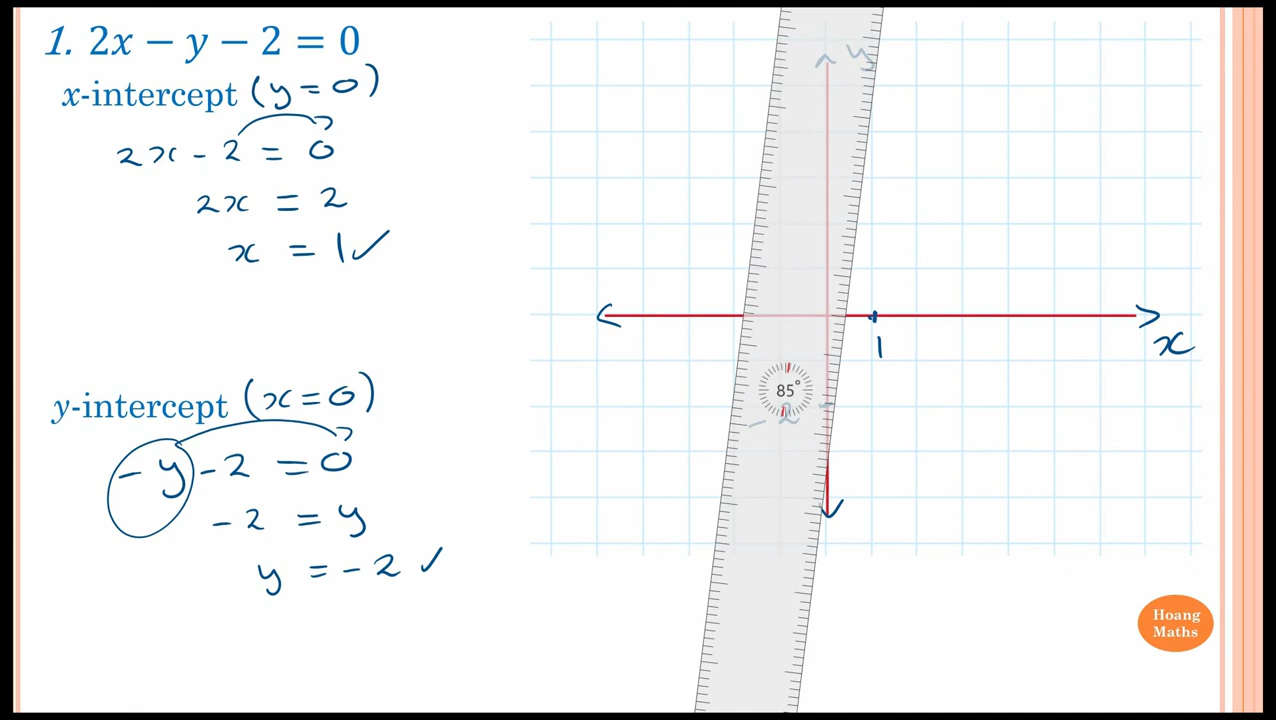 1. 2x − y − 2 = 0
x-intercept (y = 0)
2x - 2 = 0
2x = 2
x = 1 ✓
y-intercept (x = 0)
- y - 2 = 0
- 2 = y
y = - 2 ✓
y
x
1
85°
- 2
Hoang
Maths